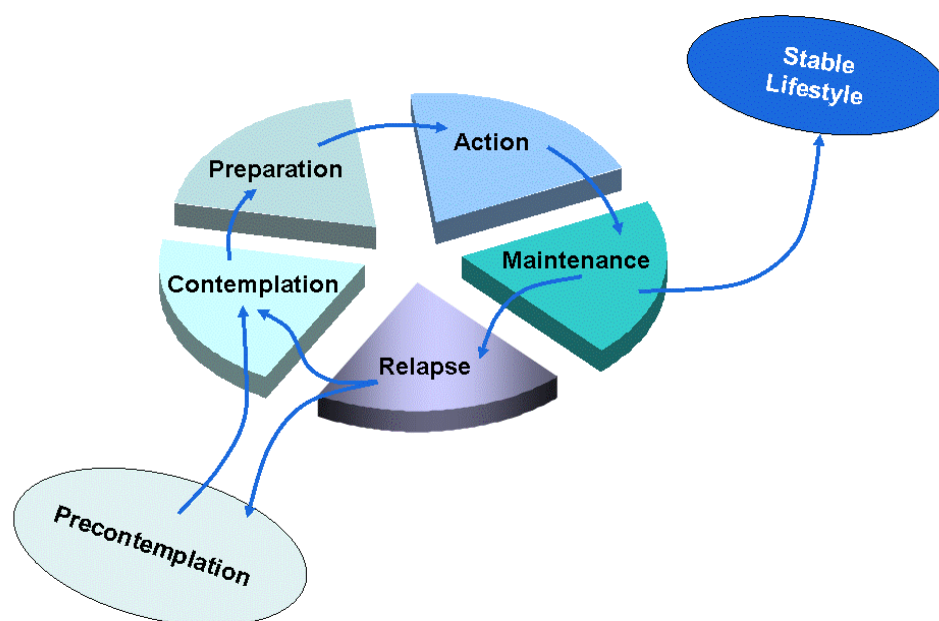 Stable
Lifestyle
Action
Preparation
Maintenance
Contemplation
Relapse
Precontemplation